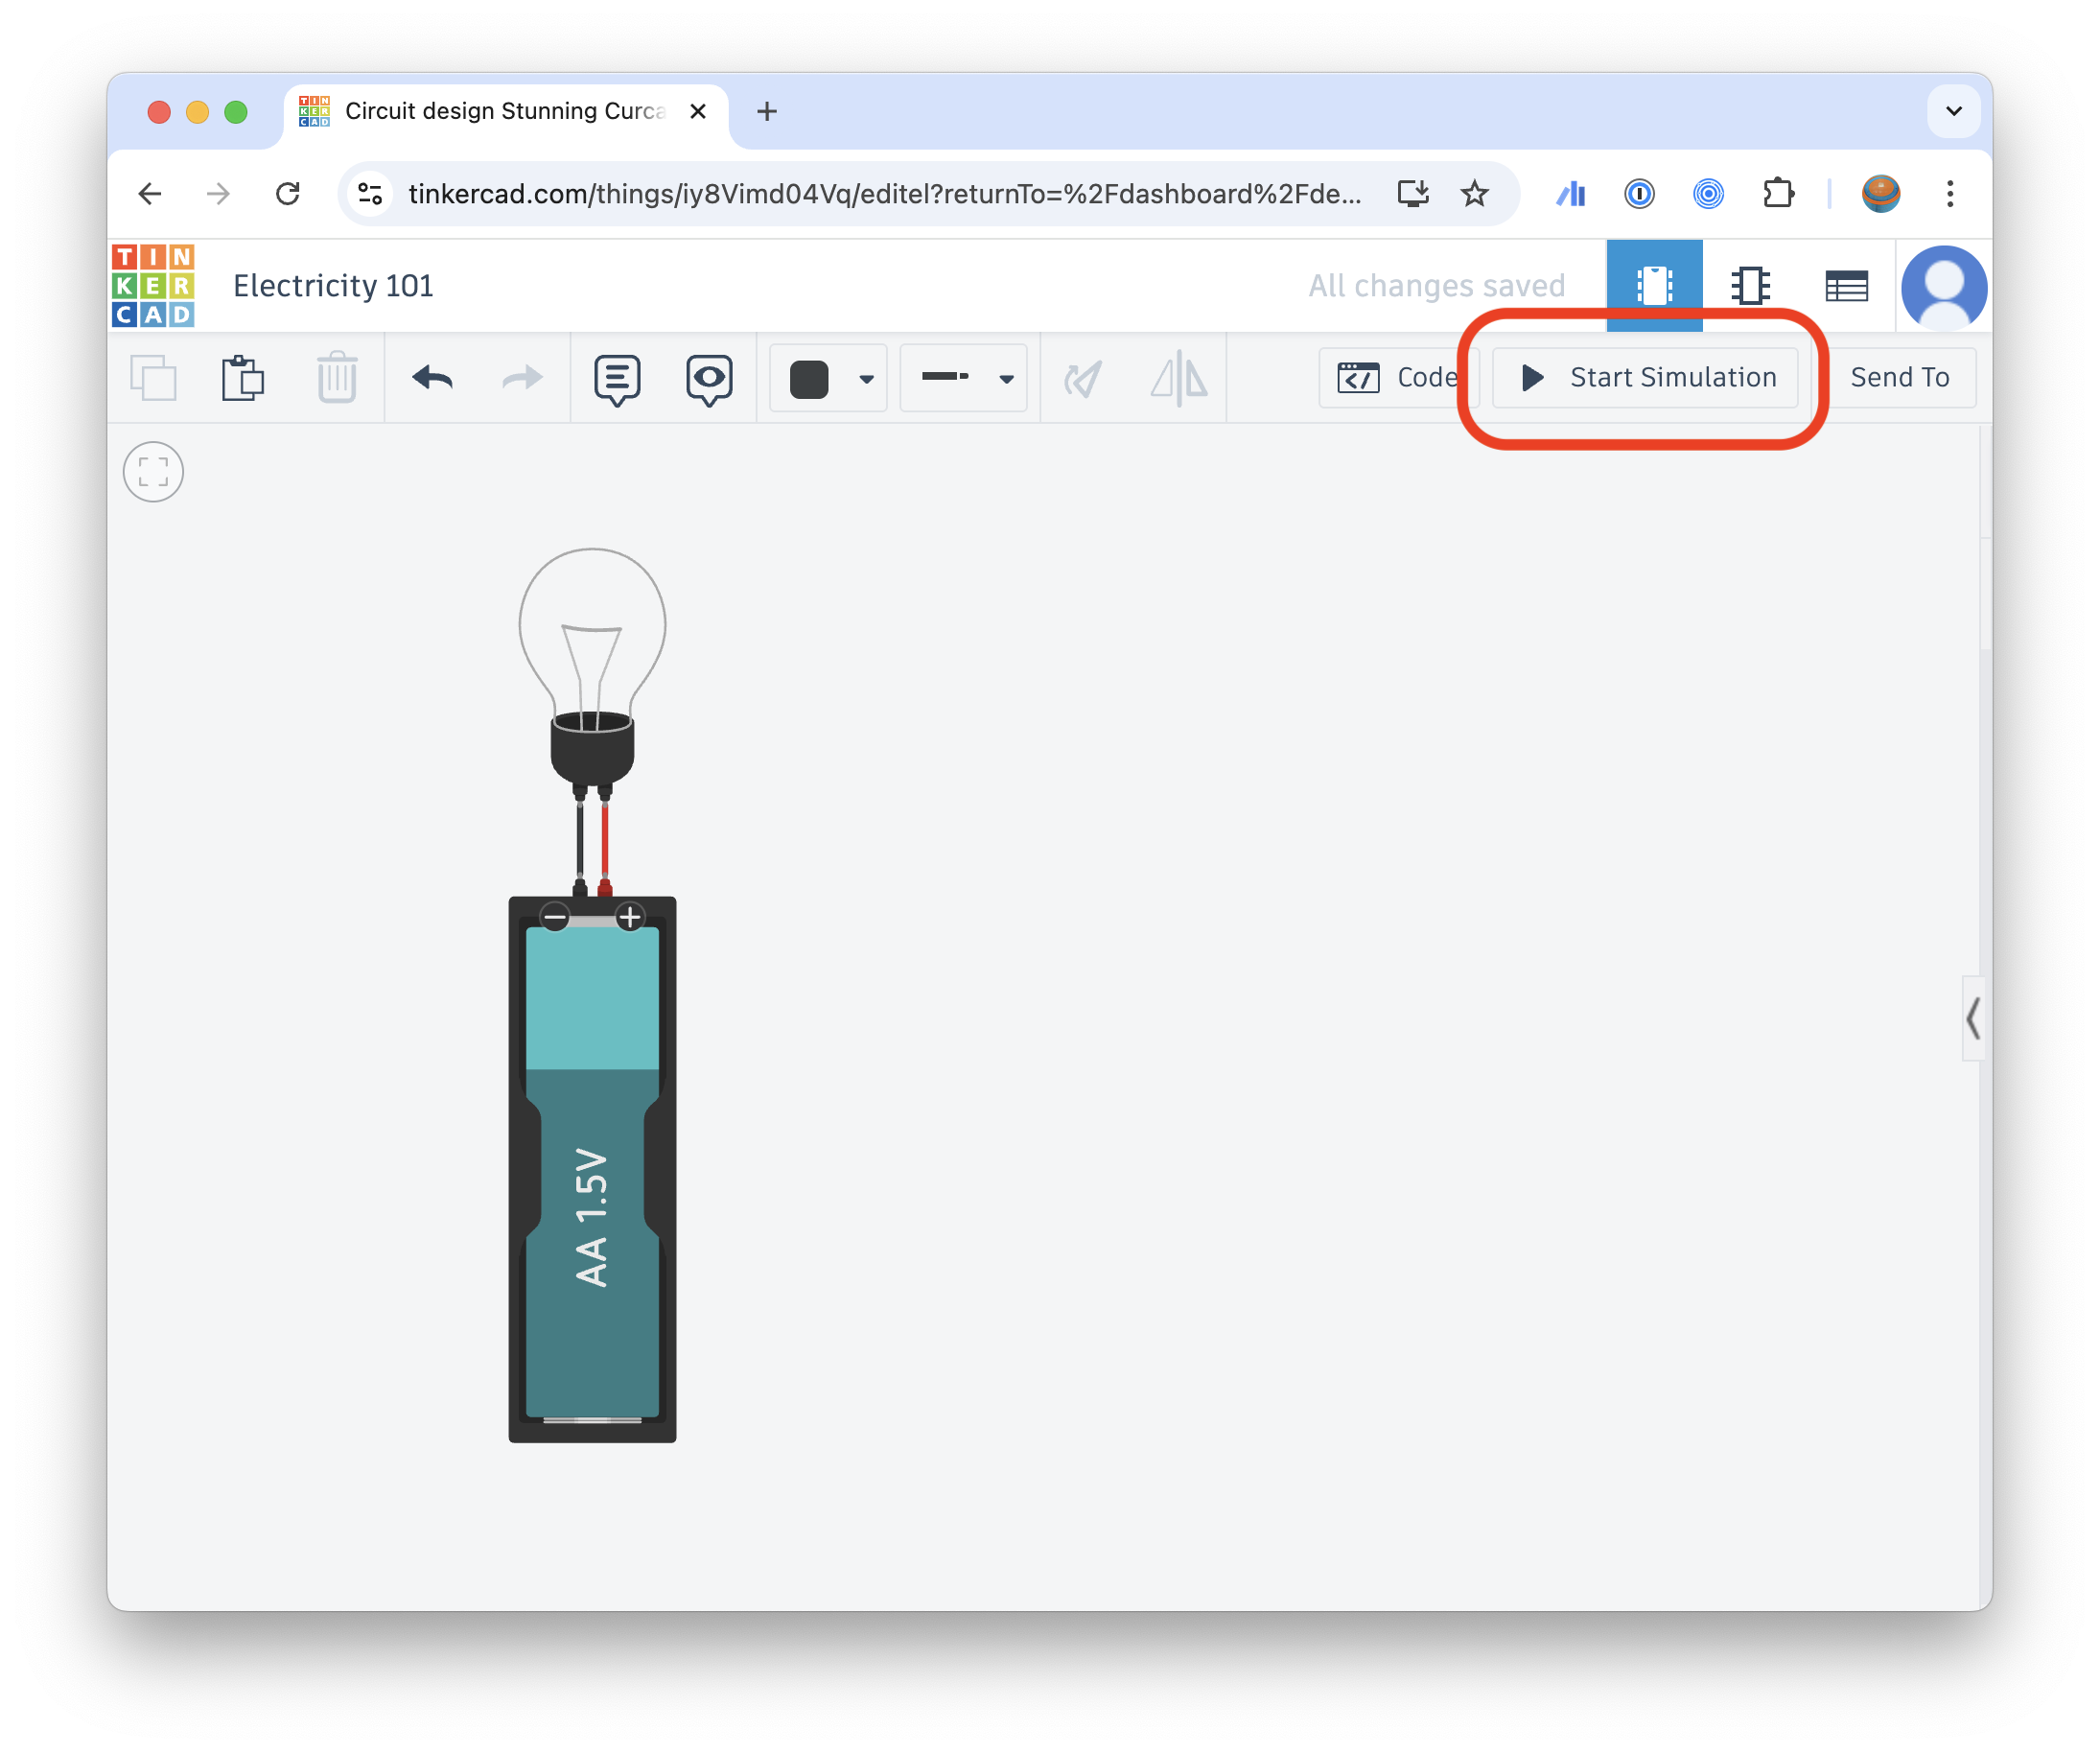 Circuit design Stunning Curca
tinkercad.com/things/iy8Vimd04Vq/editel?returnTo=%2Fdashboard%2Fde...
TIN
KER
CAD
Electricity 101
All changes saved
Code
Start Simulation
Send To
AA 1.5V